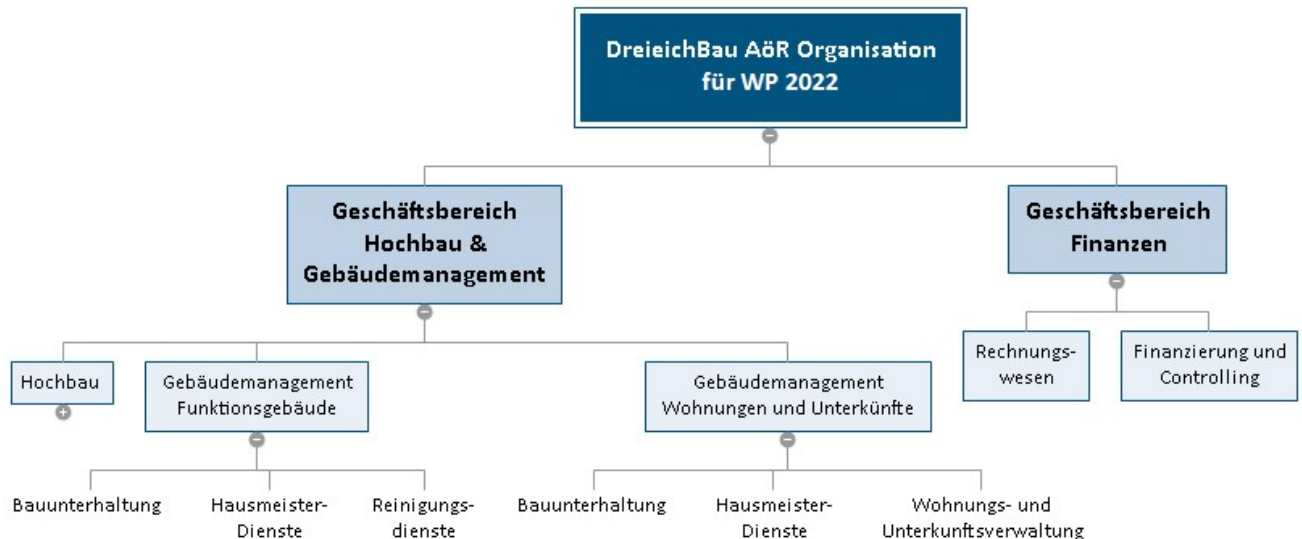 DreieichBau AöR Organisation
für WP 2022
Geschäftsbereich
Hochbau &
Gebäudemanagement
Geschäftsbereich
Finanzen
Hochbau
Gebäudemanagement
Funktionsgebäude
Gebäudemanagement
Wohnungen und Unterkünfte
Rechnungs-
wesen
Finanzierung und
Controlling
Bauunterhaltung
Hausmeister-
Dienste
Reinigungs-
dienste
Bauunterhaltung
Hausmeister-
Dienste
Wohnungs- und
Unterkunftsverwaltung